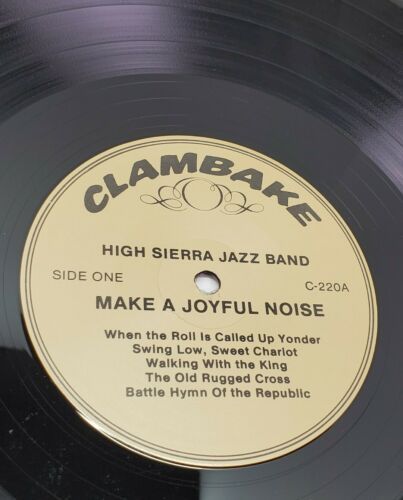 CLAMBAKE
HIGH SIERRA JAZZ BAND
SIDE ONE C-220A
MAKE A JOYFUL NOISE
When the Roll Is Called Up Yonder
Swing Low, Sweet Chariot
Walking With the King
The Old Rugged Cross
Battle Hymn Of the Republic